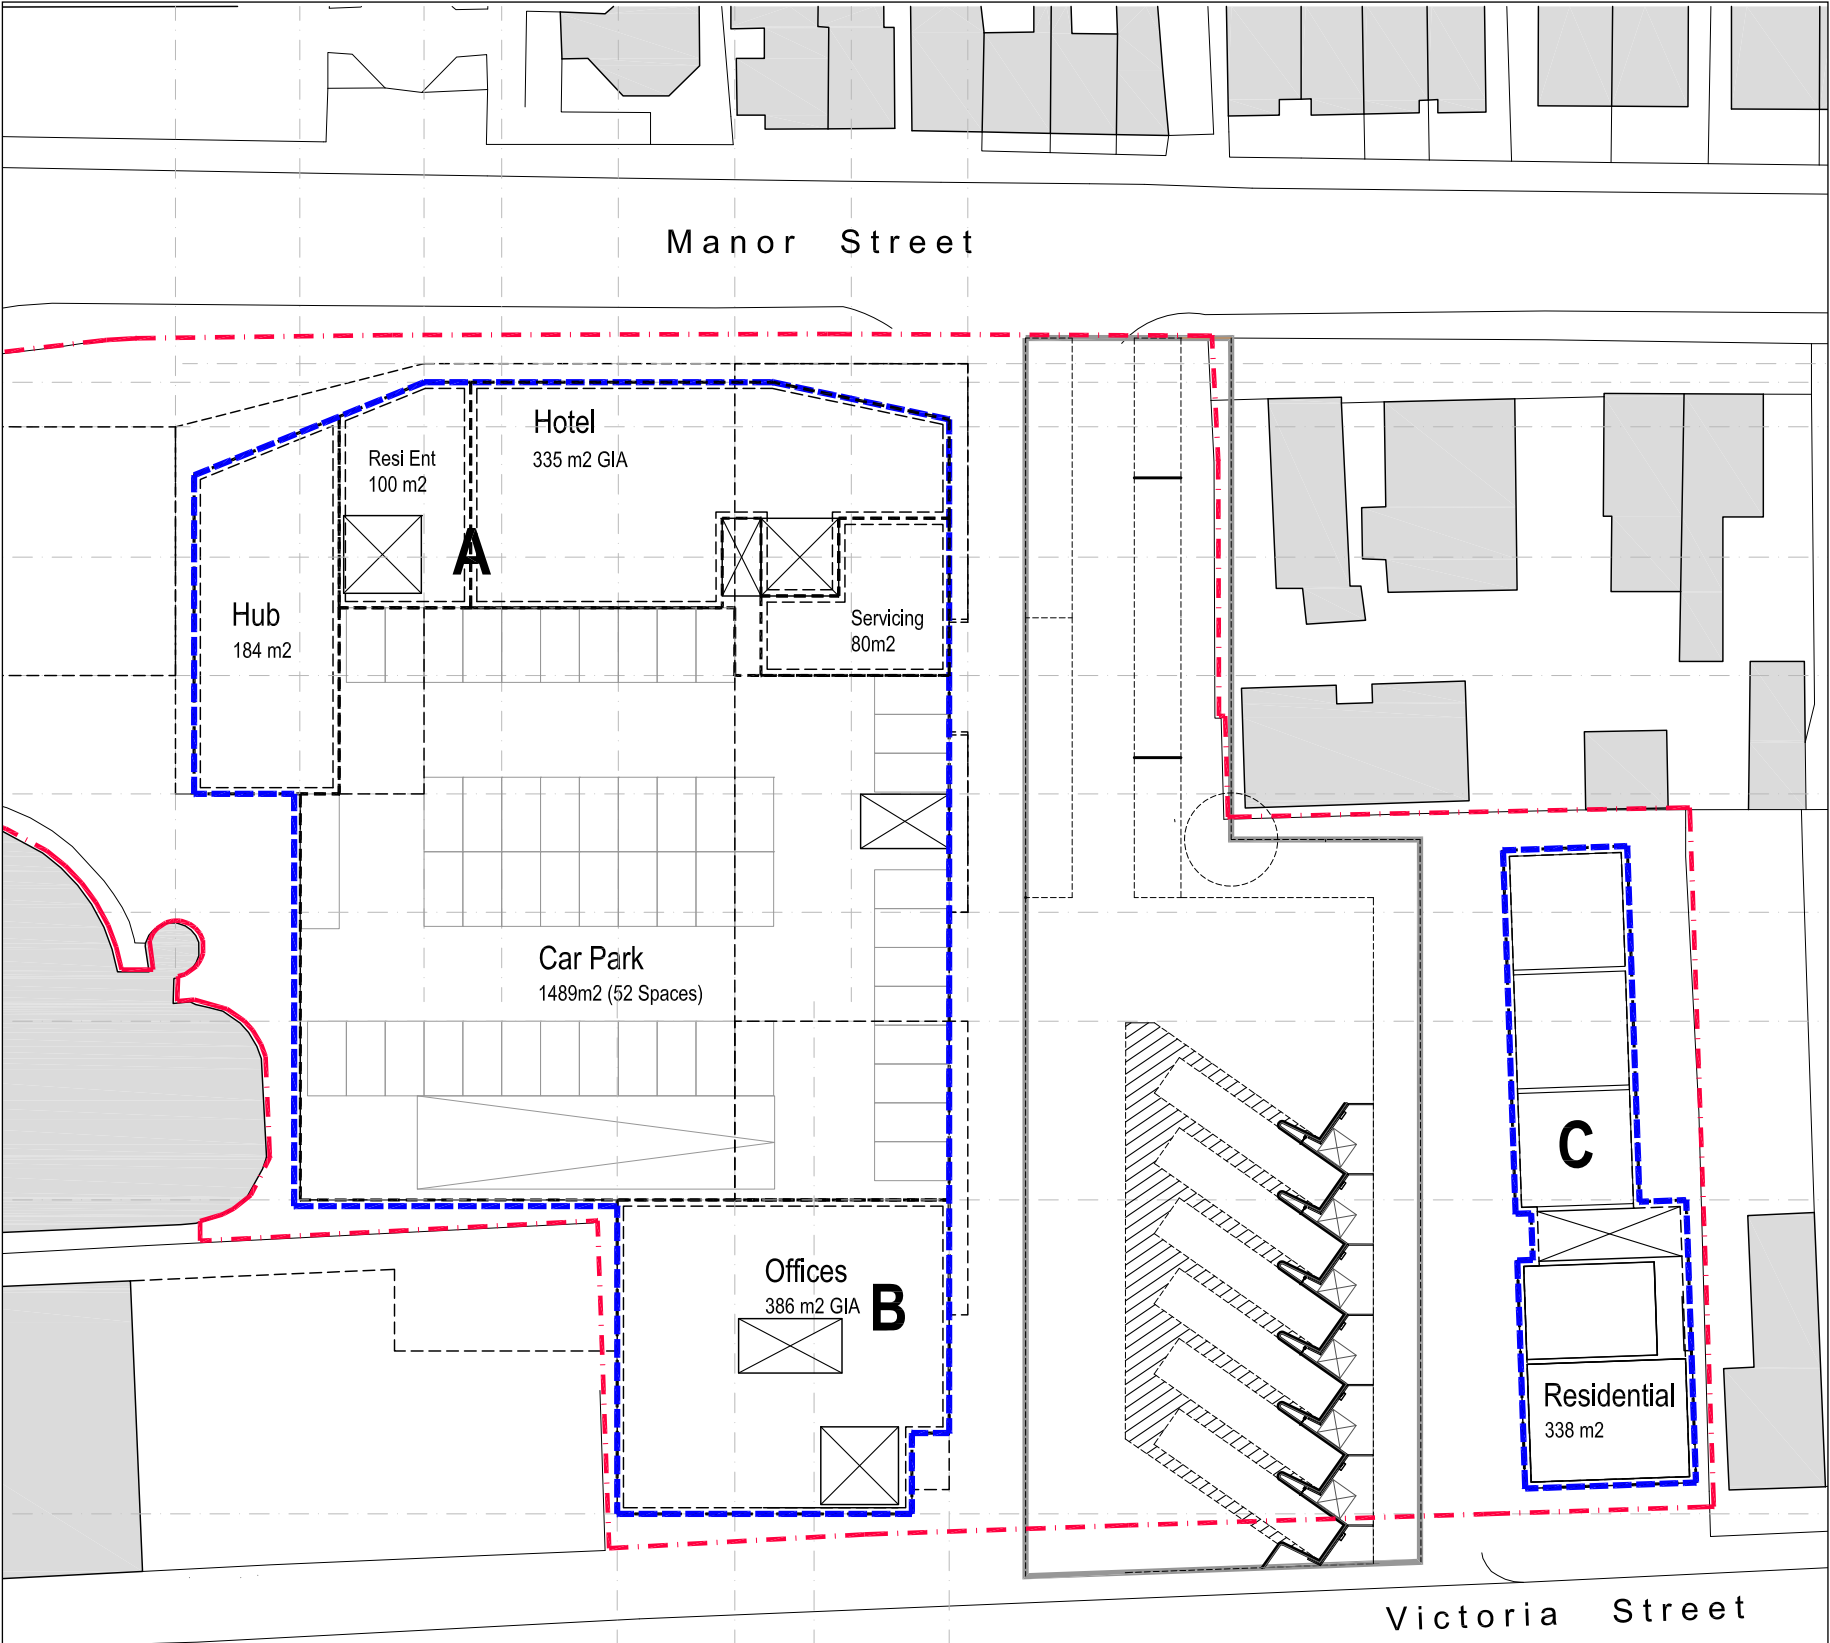 Manor Street
Hotel
335 m2 GIA
Resi Ent
100 m2
A
Hub
184 m2
Servicing
80m2
Car Park
1489m2 (52 Spaces)
C
Offices
386 m2 GIA
B
Residential
338 m2
Victoria Street